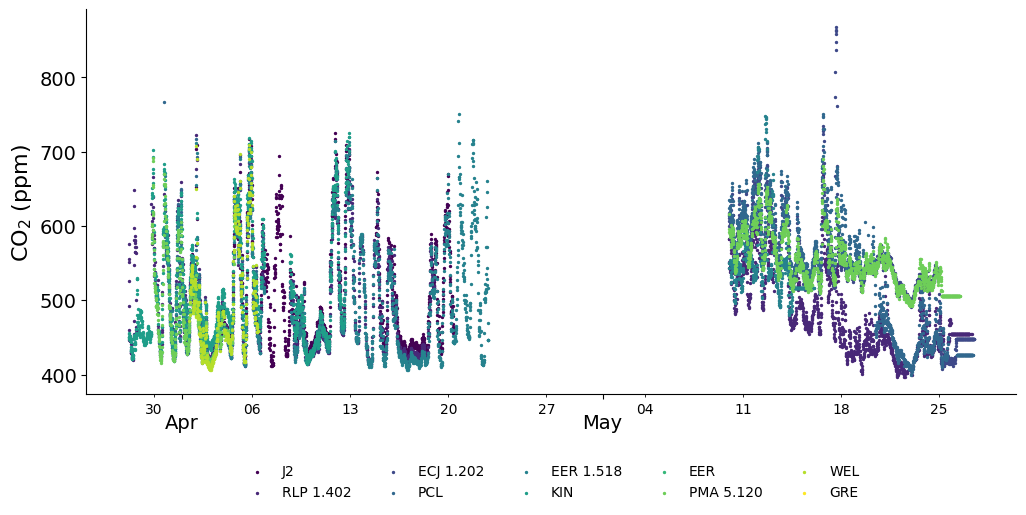 CO₂ (ppm)
800
700
600
500
400
30 06 13 20 27 04 11 18 25
Apr May
J2 ECJ 1.202 EER 1.518 EER WEL
RLP 1.402 PCL KIN PMA 5.120 GRE